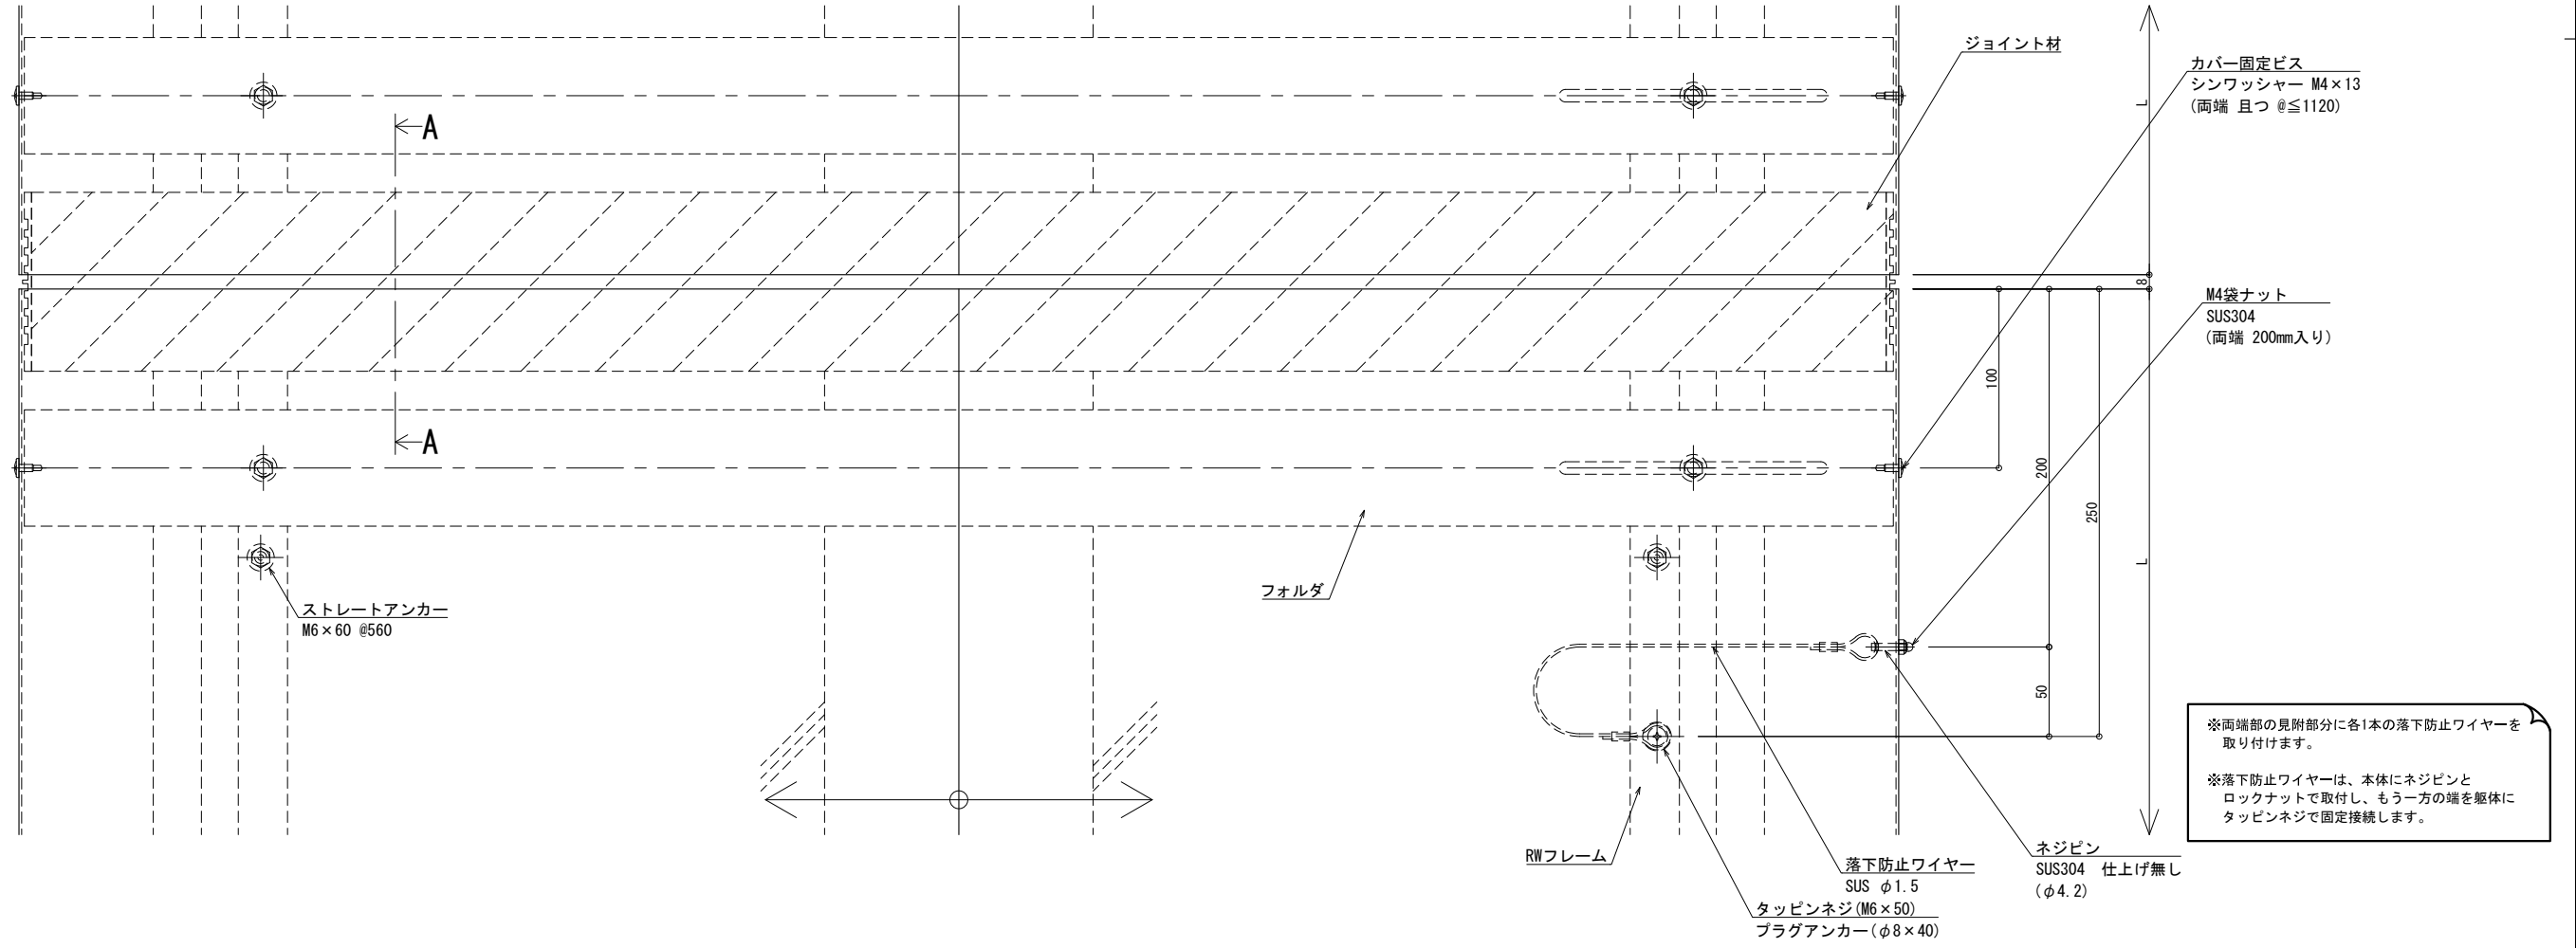 ジョイント材
カバー固定ビス
シンワッシャー M4×13
(両端 且つ @≦1120)
L
A
8
M4袋ナット
SUS304
(両端 200mm入り)
100
A
200
250
L
フォルダ
ストレートアンカー
M6×60 @560
50
※両端部の見附部分に各1本の落下防止ワイヤーを
取り付けます。
※落下防止ワイヤーは、本体にネジピンと
ロックナットで取付し、もう一方の端を躯体に
タッピンネジで固定接続します。
RWフレーム
落下防止ワイヤー
SUS φ1.5
ネジピン
SUS304 仕上げ無し
(φ4.2)
タッピンネジ(M6×50)
プラグアンカー(φ8×40)